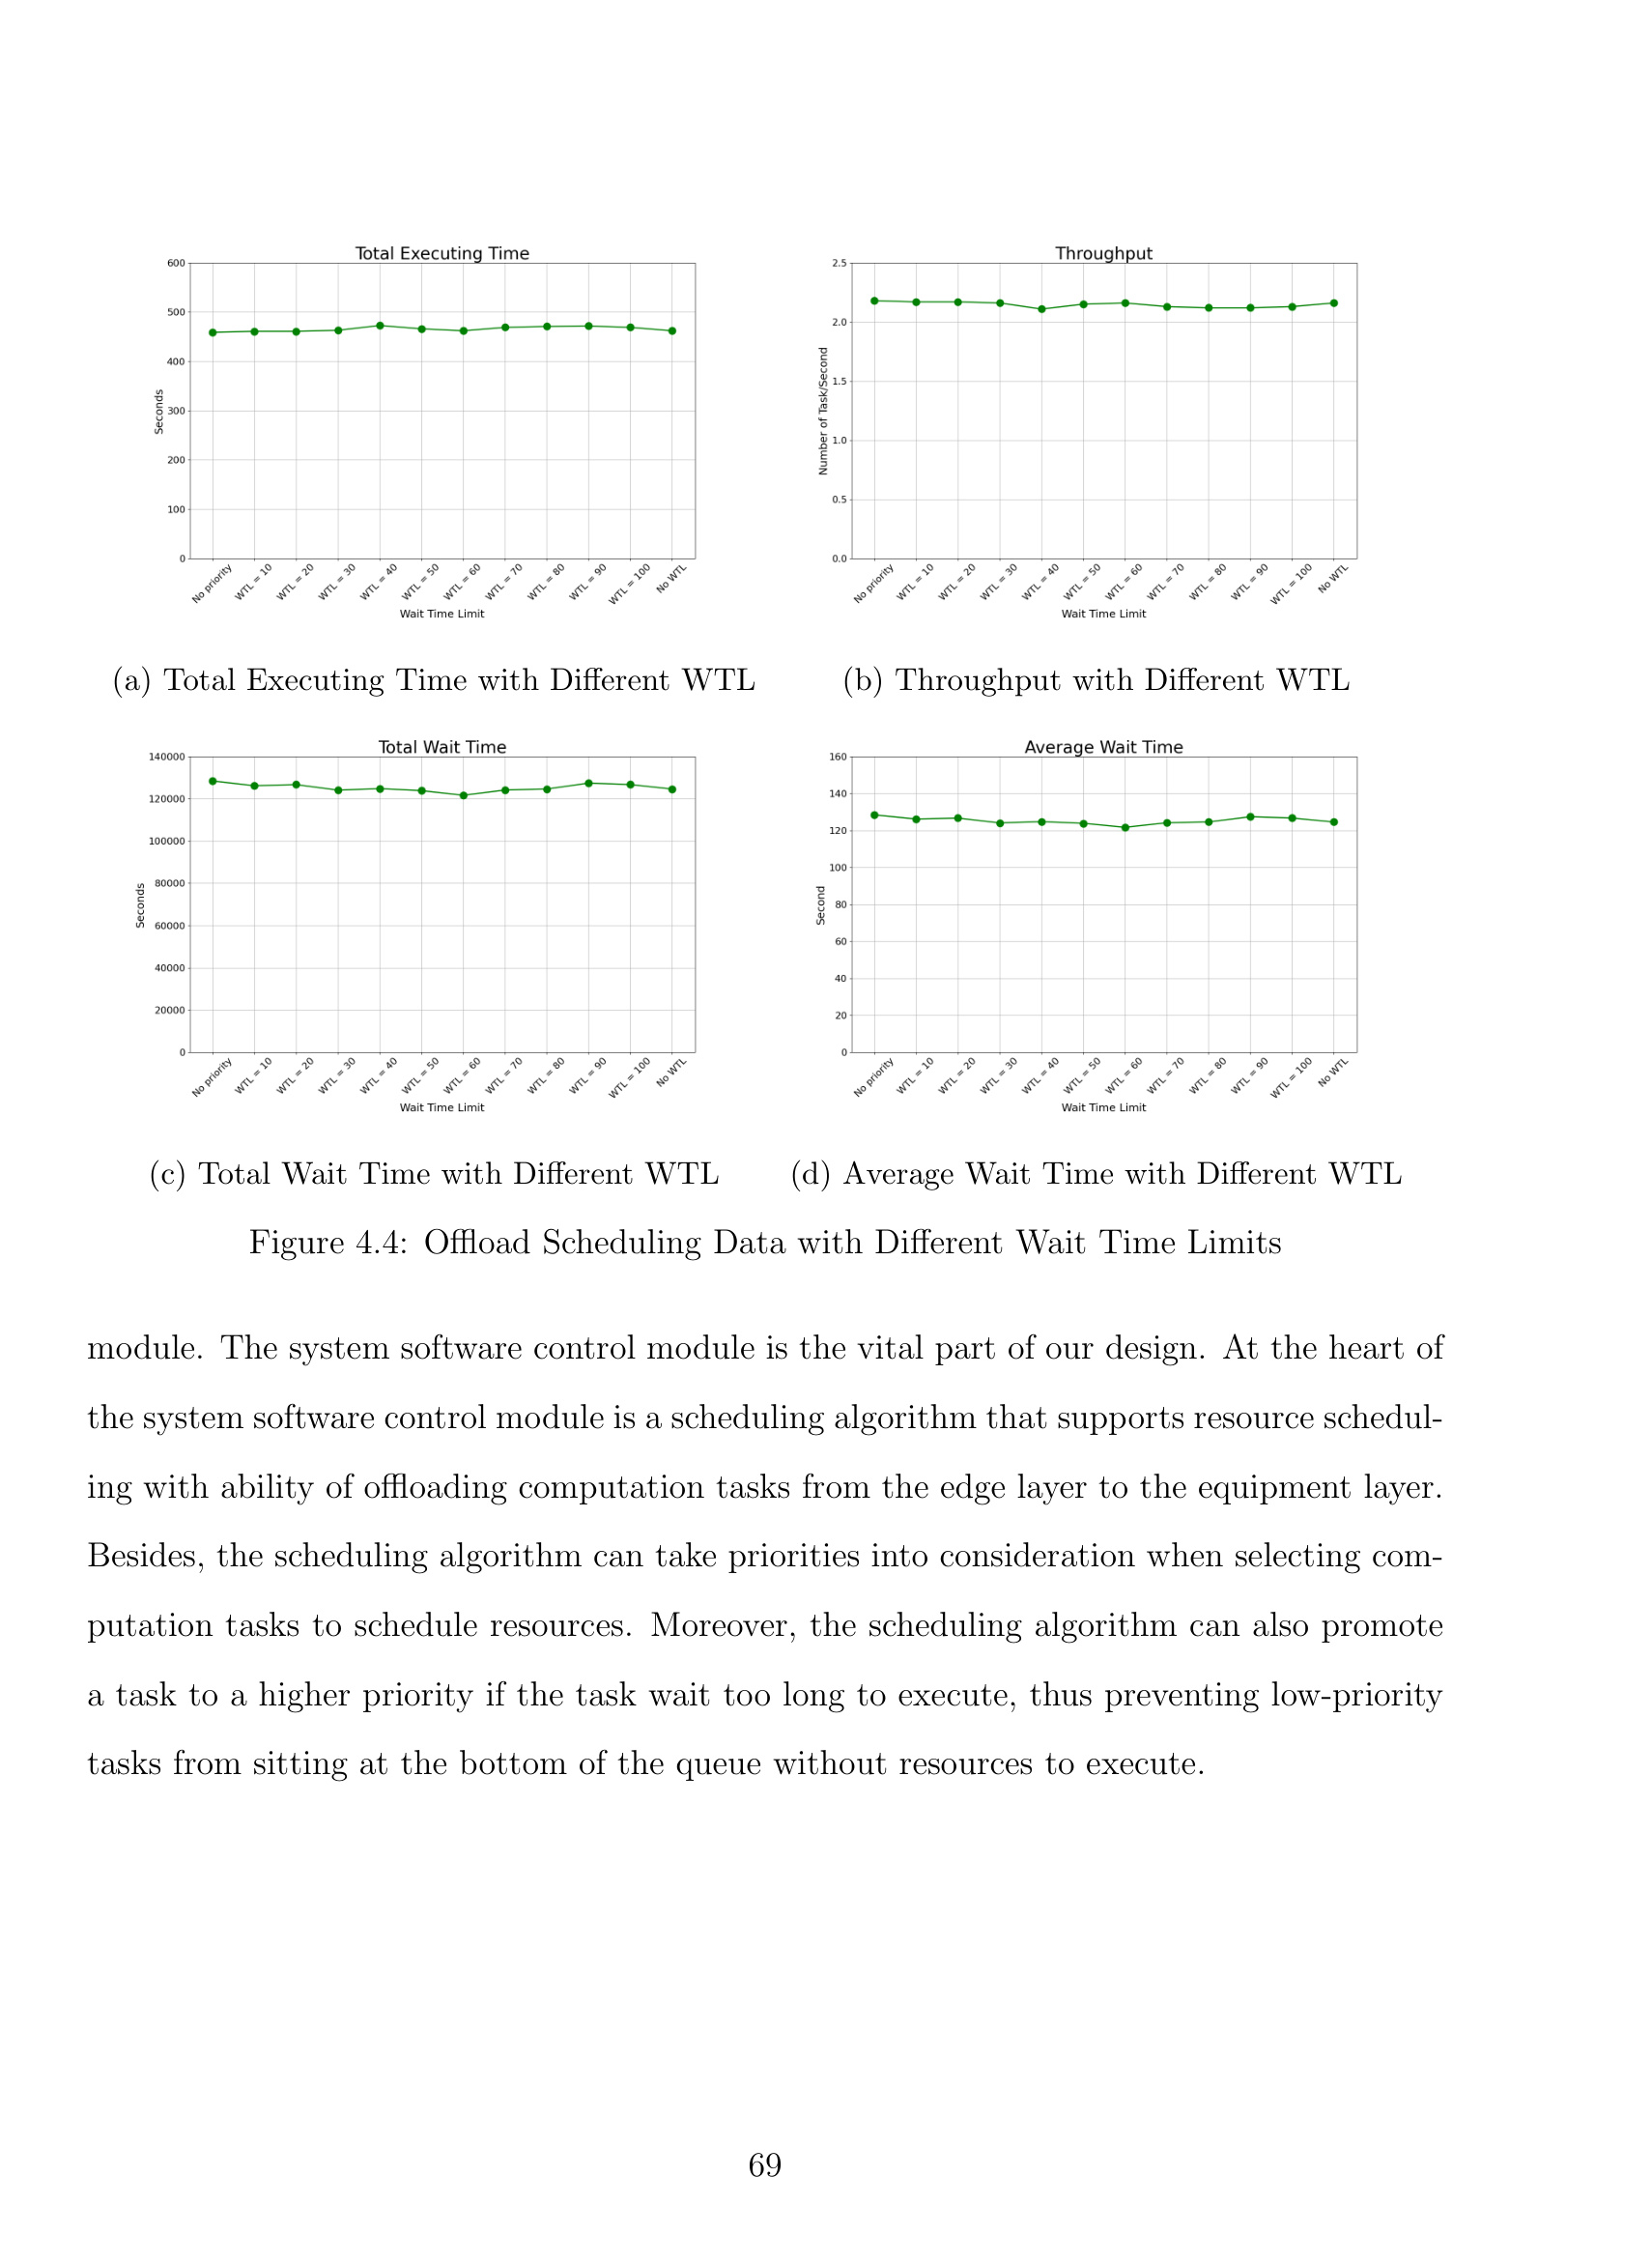 Total Executing Time
600
500
400
300
200
100
0
Seconds
No priority
WTL = 10
WTL = 20
WTL = 30
WTL = 40
WTL = 50
WTL = 60
WTL = 70
WTL = 80
WTL = 90
WTL = 100
No WTL
Wait Time Limit
(a) Total Executing Time with Different WTL
Throughput
2.5
2.0
1.5
1.0
0.5
0.0
Number of Task/Second
No priority
WTL = 10
WTL = 20
WTL = 30
WTL = 40
WTL = 50
WTL = 60
WTL = 70
WTL = 80
WTL = 90
WTL = 100
No WTL
Wait Time Limit
(b) Throughput with Different WTL
Total Wait Time
140000
120000
100000
80000
60000
40000
20000
0
Seconds
No priority
WTL = 10
WTL = 20
WTL = 30
WTL = 40
WTL = 50
WTL = 60
WTL = 70
WTL = 80
WTL = 90
WTL = 100
No WTL
Wait Time Limit
(c) Total Wait Time with Different WTL
Average Wait Time
160
140
120
100
80
60
40
20
0
Second
No priority
WTL = 10
WTL = 20
WTL = 30
WTL = 40
WTL = 50
WTL = 60
WTL = 70
WTL = 80
WTL = 90
WTL = 100
No WTL
Wait Time Limit
(d) Average Wait Time with Different WTL
Figure 4.4: Offload Scheduling Data with Different Wait Time Limits
module. The system software control module is the vital part of our design. At the heart of
the system software control module is a scheduling algorithm that supports resource schedul-
ing with ability of offloading computation tasks from the edge layer to the equipment layer.
Besides, the scheduling algorithm can take priorities into consideration when selecting com-
putation tasks to schedule resources. Moreover, the scheduling algorithm can also promote
a task to a higher priority if the task wait too long to execute, thus preventing low-priority
tasks from sitting at the bottom of the queue without resources to execute.
69